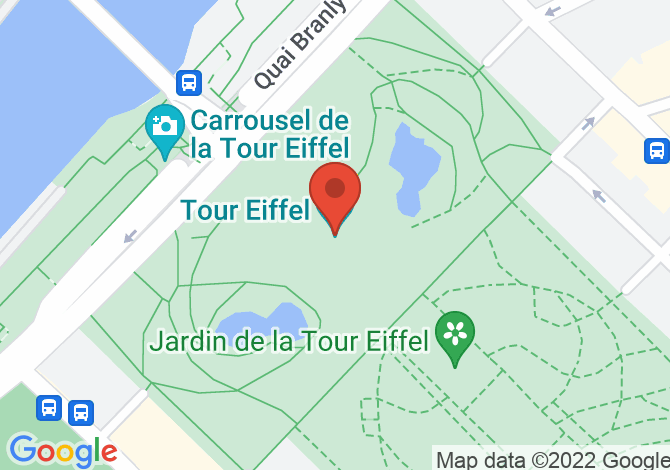 Quai Branly
Carrousel de
la Tour Eiffel
Tour Eiffel
Jardin de la Tour Eiffel
Google
Map data ©2022 Google